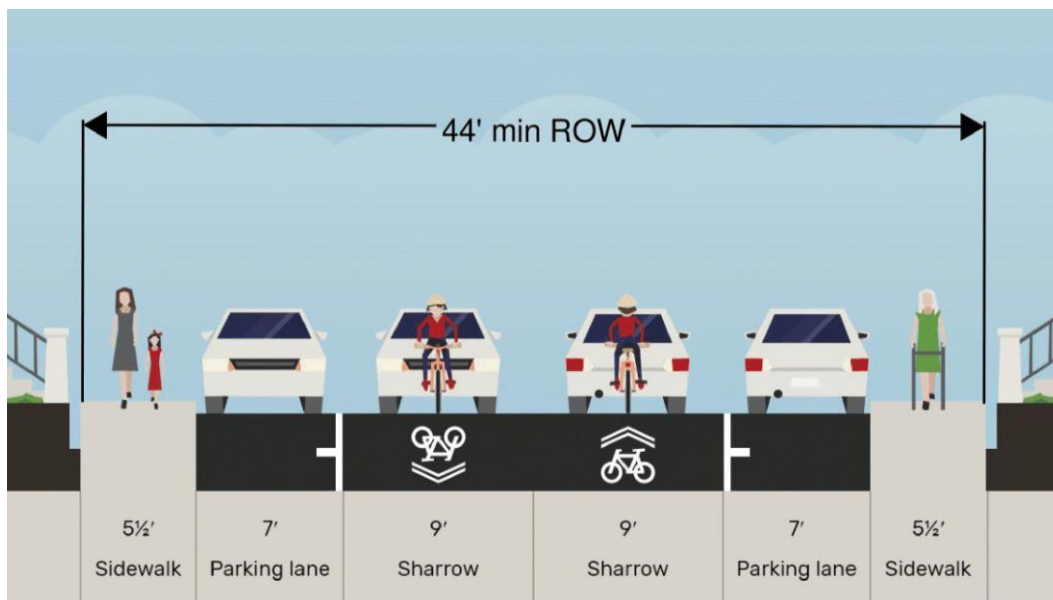 44' min ROW
5½' 7' 9' 9' 7' 5½'
Sidewalk Parking lane Sharrow Sharrow Parking lane Sidewalk